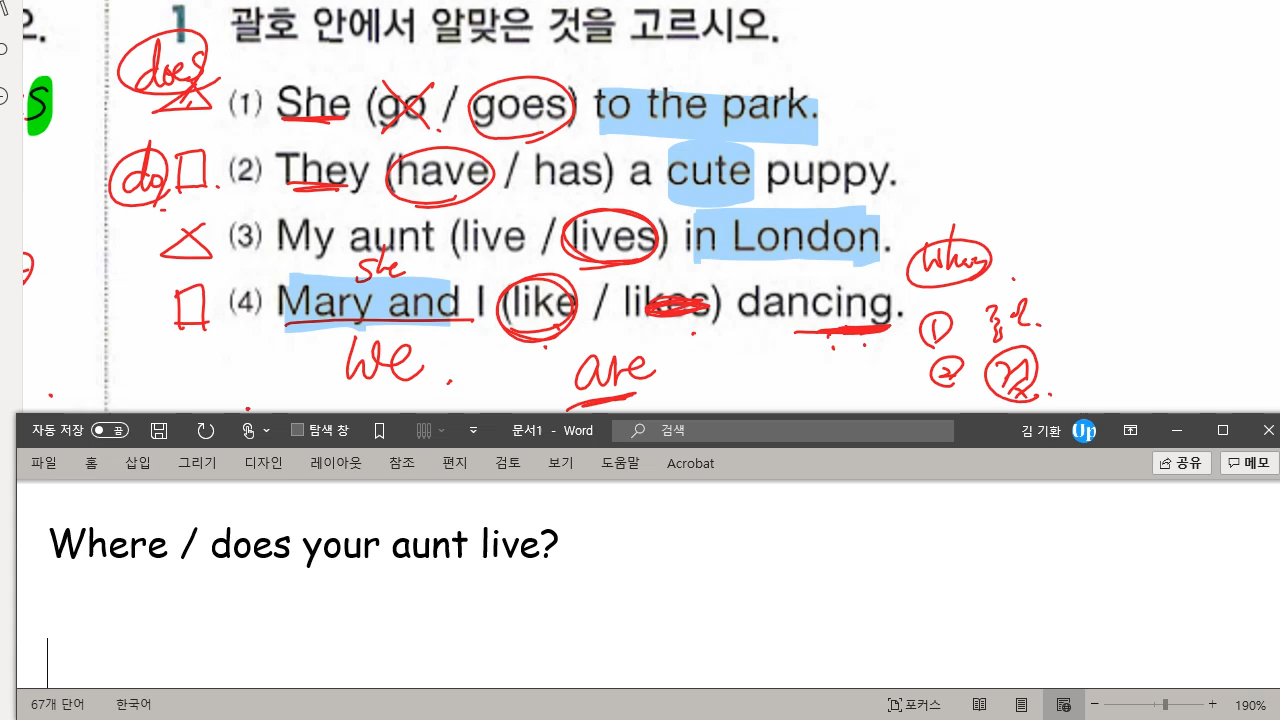 1 괄호 안에서 알맞은 것을 고르시오.
does
(1) She (go / goes) to the park.
do
(2) They (have / has) a cute puppy.
(3) My aunt (live / lives) in London.
she
(4) Mary and I (like / likes) dancing.
①
②
we
are
S
자동 저장 끔 탐색 창 문서1 - Word 검색 김 기환 Up
파일 홈 삽입 그리기 디자인 레이아웃 참조 편지 검토 보기 도움말 Acrobat 공유 메모
Where / does your aunt live?
67개 단어 한국어 포커스 190%